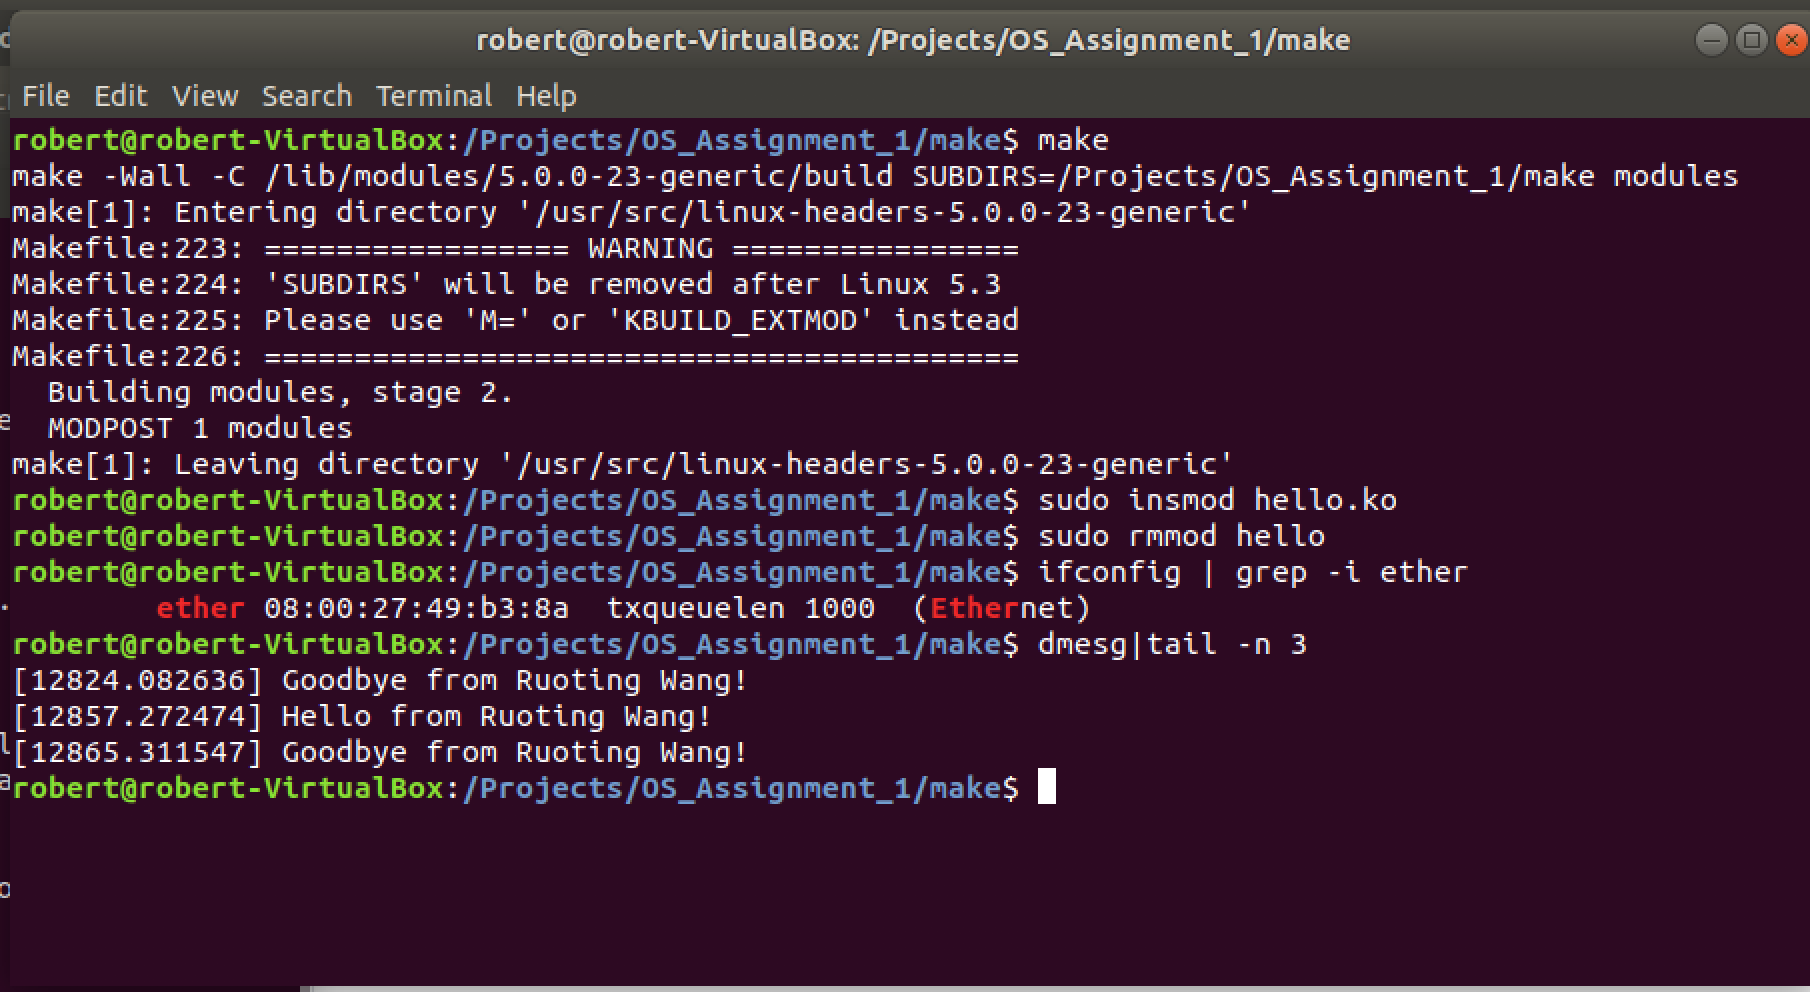 robert@robert-VirtualBox: /Projects/OS_Assignment_1/make
File Edit View Search Terminal Help
robert@robert-VirtualBox:/Projects/OS_Assignment_1/make$ make
make -Wall -C /lib/modules/5.0.0-23-generic/build SUBDIRS=/Projects/OS_Assignment_1/make modules
make[1]: Entering directory '/usr/src/linux-headers-5.0.0-23-generic'
Makefile:223: ================= WARNING ================
Makefile:224: 'SUBDIRS' will be removed after Linux 5.3
Makefile:225: Please use 'M=' or 'KBUILD_EXTMOD' instead
Makefile:226: ==========================================
  Building modules, stage 2.
  MODPOST 1 modules
make[1]: Leaving directory '/usr/src/linux-headers-5.0.0-23-generic'
robert@robert-VirtualBox:/Projects/OS_Assignment_1/make$ sudo insmod hello.ko
robert@robert-VirtualBox:/Projects/OS_Assignment_1/make$ sudo rmmod hello
robert@robert-VirtualBox:/Projects/OS_Assignment_1/make$ ifconfig | grep -i ether
        ether 08:00:27:49:b3:8a  txqueuelen 1000  (Ethernet)
robert@robert-VirtualBox:/Projects/OS_Assignment_1/make$ dmesg|tail -n 3
[12824.082636] Goodbye from Ruoting Wang!
[12857.272474] Hello from Ruoting Wang!
[12865.311547] Goodbye from Ruoting Wang!
robert@robert-VirtualBox:/Projects/OS_Assignment_1/make$